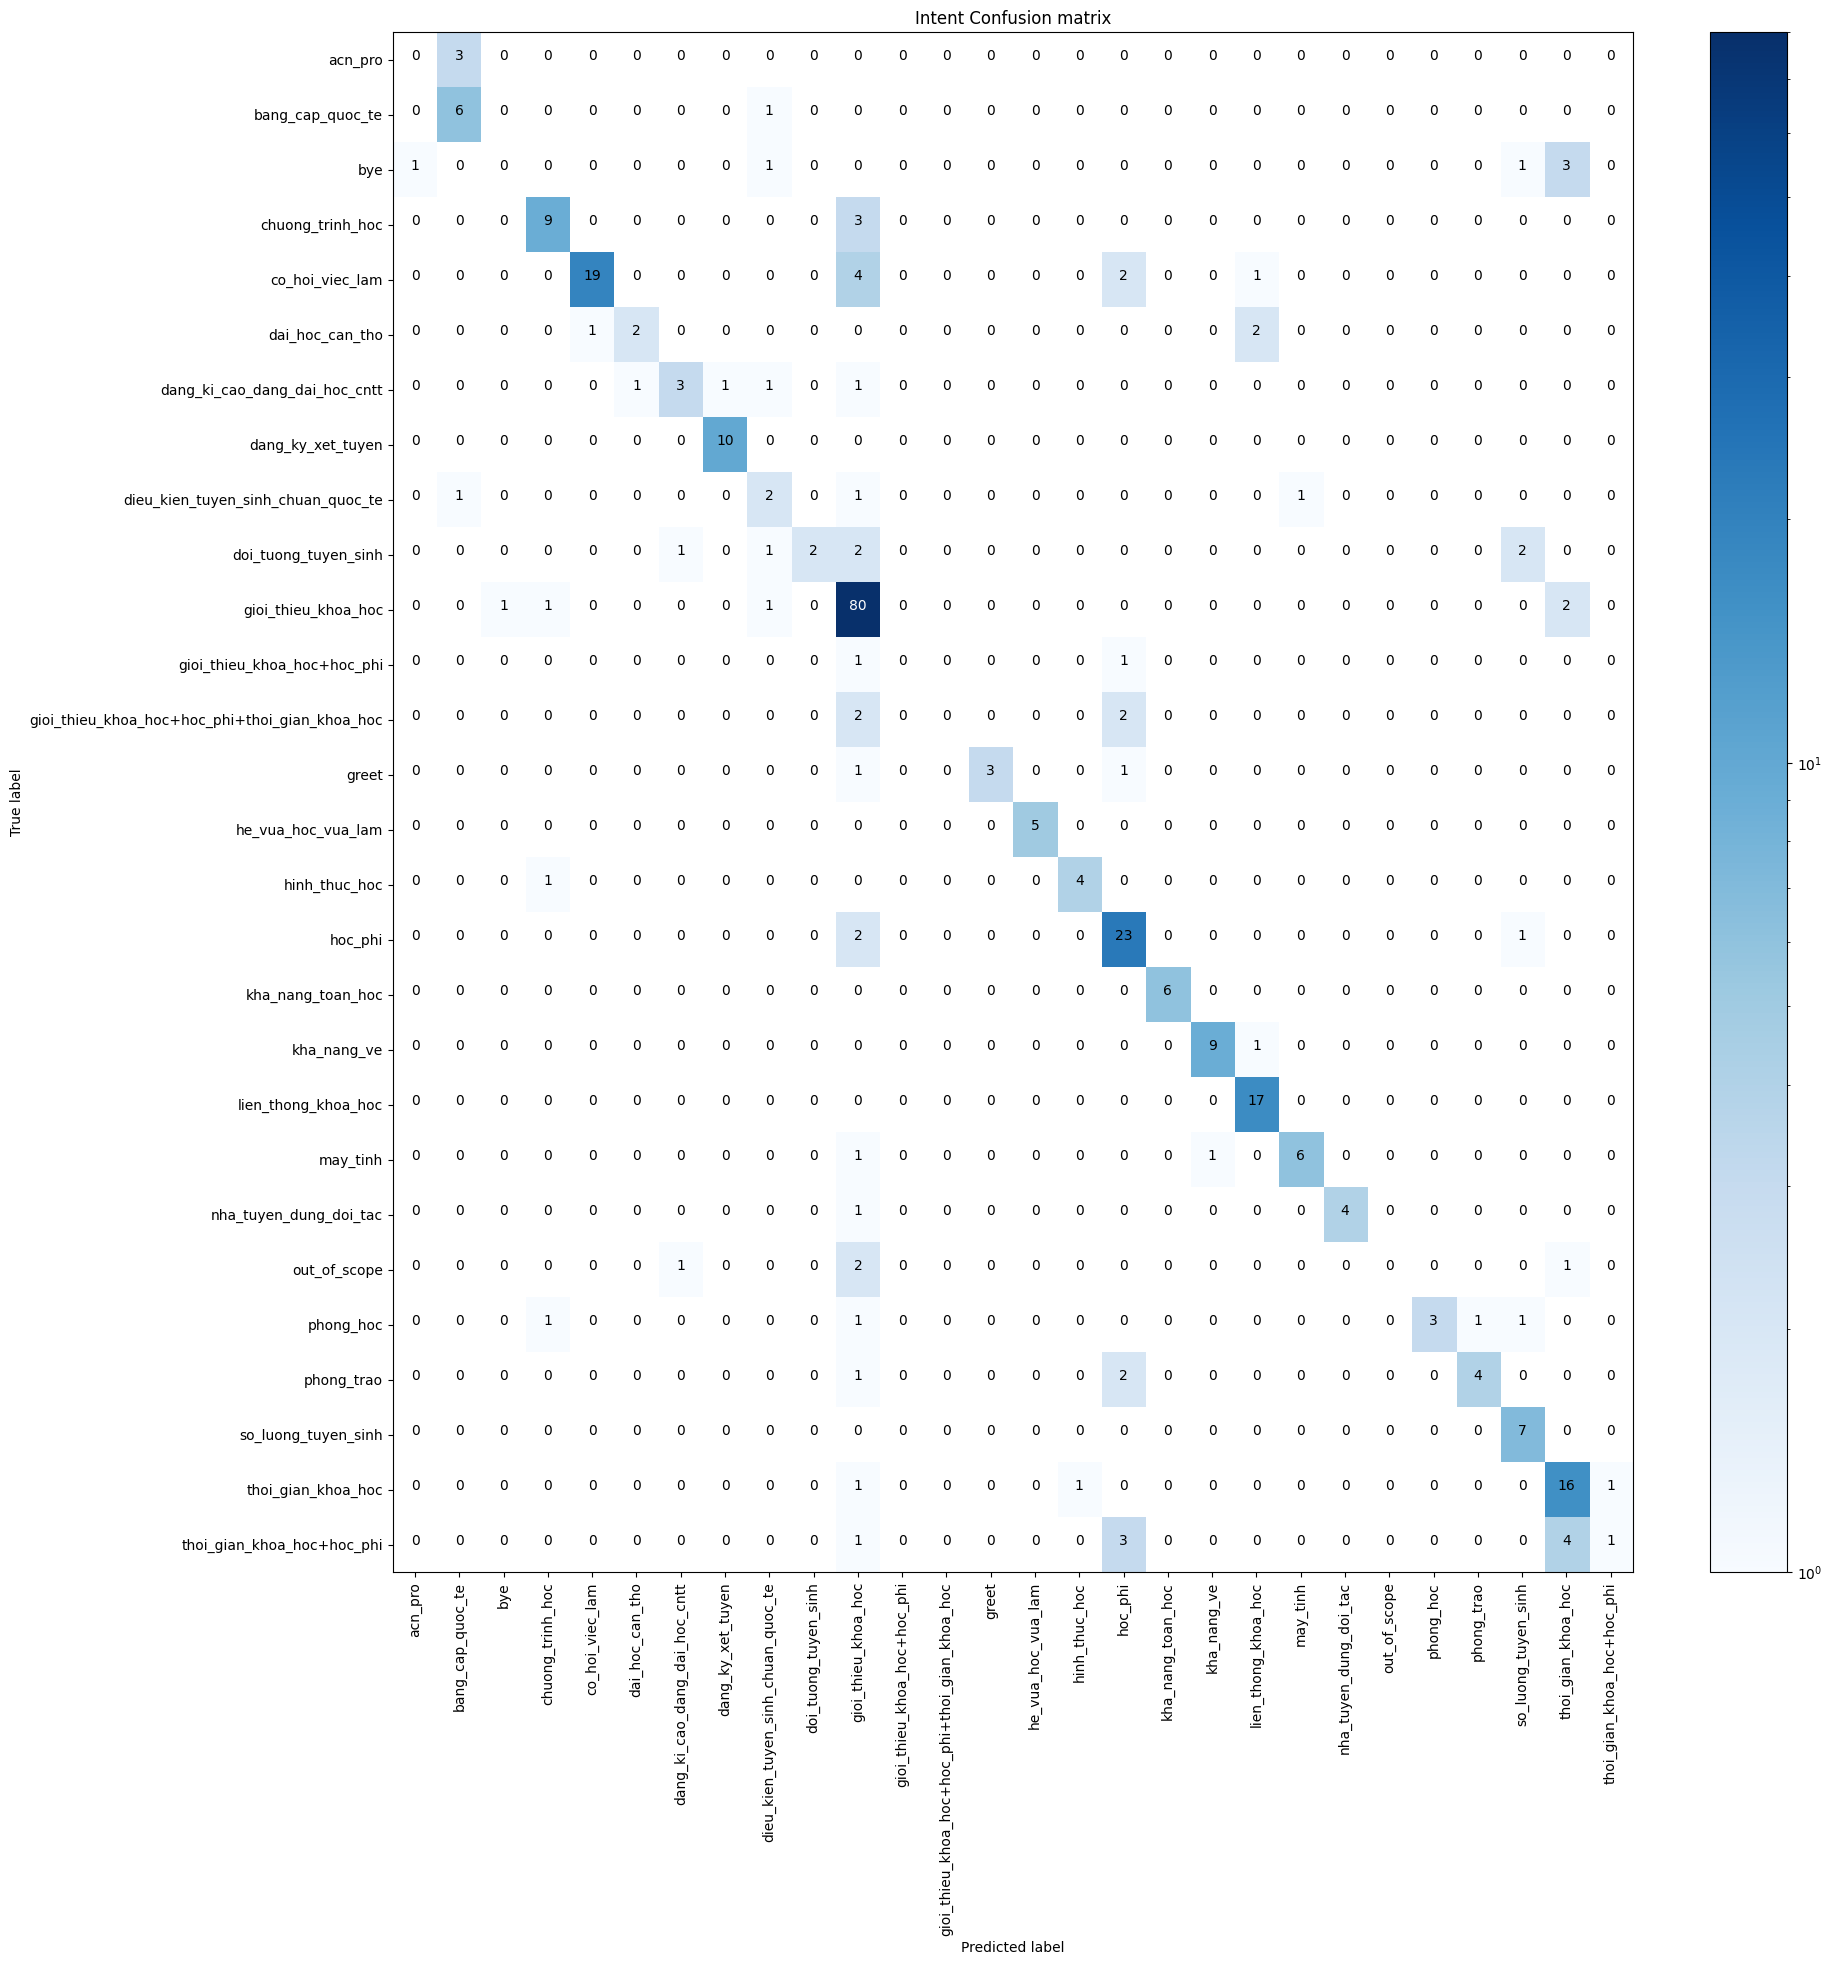 Intent Confusion matrix
acn_pro 0 3 0 0 0 0 0 0 0 0 0 0 0 0 0 0 0 0 0 0 0 0 0 0 0 0 0 0
bang_cap_quoc_te 0 6 0 0 0 0 0 0 1 0 0 0 0 0 0 0 0 0 0 0 0 0 0 0 0 0 0 0
bye 1 0 0 0 0 0 0 0 1 0 0 0 0 0 0 0 0 0 0 0 0 0 0 0 0 1 3 0
chuong_trinh_hoc 0 0 0 9 0 0 0 0 0 0 3 0 0 0 0 0 0 0 0 0 0 0 0 0 0 0 0 0
co_hoi_viec_lam 0 0 0 0 19 0 0 0 0 0 4 0 0 0 0 0 2 0 0 1 0 0 0 0 0 0 0 0
dai_hoc_can_tho 0 0 0 0 1 2 0 0 0 0 0 0 0 0 0 0 0 0 0 2 0 0 0 0 0 0 0 0
dang_ki_cao_dang_dai_hoc_cntt 0 0 0 0 0 1 3 1 1 0 1 0 0 0 0 0 0 0 0 0 0 0 0 0 0 0 0 0
dang_ky_xet_tuyen 0 0 0 0 0 0 0 10 0 0 0 0 0 0 0 0 0 0 0 0 0 0 0 0 0 0 0 0
dieu_kien_tuyen_sinh_chuan_quoc_te 0 1 0 0 0 0 0 0 2 0 1 0 0 0 0 0 0 0 0 0 1 0 0 0 0 0 0 0
doi_tuong_tuyen_sinh 0 0 0 0 0 0 1 0 1 2 2 0 0 0 0 0 0 0 0 0 0 0 0 0 0 2 0 0
gioi_thieu_khoa_hoc 0 0 1 1 0 0 0 0 1 0 80 0 0 0 0 0 0 0 0 0 0 0 0 0 0 0 2 0
gioi_thieu_khoa_hoc+hoc_phi 0 0 0 0 0 0 0 0 0 0 1 0 0 0 0 0 1 0 0 0 0 0 0 0 0 0 0 0
gioi_thieu_khoa_hoc+hoc_phi+thoi_gian_khoa_hoc 0 0 0 0 0 0 0 0 0 0 2 0 0 0 0 0 2 0 0 0 0 0 0 0 0 0 0 0
greet 0 0 0 0 0 0 0 0 0 0 1 0 0 3 0 0 1 0 0 0 0 0 0 0 0 0 0 0
he_vua_hoc_vua_lam 0 0 0 0 0 0 0 0 0 0 0 0 0 0 5 0 0 0 0 0 0 0 0 0 0 0 0 0
hinh_thuc_hoc 0 0 0 1 0 0 0 0 0 0 0 0 0 0 0 4 0 0 0 0 0 0 0 0 0 0 0 0
hoc_phi 0 0 0 0 0 0 0 0 0 0 2 0 0 0 0 0 23 0 0 0 0 0 0 0 0 1 0 0
kha_nang_toan_hoc 0 0 0 0 0 0 0 0 0 0 0 0 0 0 0 0 0 6 0 0 0 0 0 0 0 0 0 0
kha_nang_ve 0 0 0 0 0 0 0 0 0 0 0 0 0 0 0 0 0 0 9 1 0 0 0 0 0 0 0 0
lien_thong_khoa_hoc 0 0 0 0 0 0 0 0 0 0 0 0 0 0 0 0 0 0 0 17 0 0 0 0 0 0 0 0
may_tinh 0 0 0 0 0 0 0 0 0 0 1 0 0 0 0 0 0 0 1 0 6 0 0 0 0 0 0 0
nha_tuyen_dung_doi_tac 0 0 0 0 0 0 0 0 0 0 1 0 0 0 0 0 0 0 0 0 0 4 0 0 0 0 0 0
out_of_scope 0 0 0 0 0 0 1 0 0 0 2 0 0 0 0 0 0 0 0 0 0 0 0 0 0 0 1 0
phong_hoc 0 0 0 1 0 0 0 0 0 0 1 0 0 0 0 0 0 0 0 0 0 0 0 3 1 1 0 0
phong_trao 0 0 0 0 0 0 0 0 0 0 1 0 0 0 0 0 2 0 0 0 0 0 0 0 4 0 0 0
so_luong_tuyen_sinh 0 0 0 0 0 0 0 0 0 0 0 0 0 0 0 0 0 0 0 0 0 0 0 0 0 7 0 0
thoi_gian_khoa_hoc 0 0 0 0 0 0 0 0 0 0 1 0 0 0 0 1 0 0 0 0 0 0 0 0 0 0 16 1
thoi_gian_khoa_hoc+hoc_phi 0 0 0 0 0 0 0 0 0 0 1 0 0 0 0 0 3 0 0 0 0 0 0 0 0 0 4 1
True label
acn_pro
bang_cap_quoc_te
bye
chuong_trinh_hoc
co_hoi_viec_lam
dai_hoc_can_tho
dang_ki_cao_dang_dai_hoc_cntt
dang_ky_xet_tuyen
dieu_kien_tuyen_sinh_chuan_quoc_te
doi_tuong_tuyen_sinh
gioi_thieu_khoa_hoc
gioi_thieu_khoa_hoc+hoc_phi
gioi_thieu_khoa_hoc+hoc_phi+thoi_gian_khoa_hoc
greet
he_vua_hoc_vua_lam
hinh_thuc_hoc
hoc_phi
kha_nang_toan_hoc
kha_nang_ve
lien_thong_khoa_hoc
may_tinh
nha_tuyen_dung_doi_tac
out_of_scope
phong_hoc
phong_trao
so_luong_tuyen_sinh
thoi_gian_khoa_hoc
thoi_gian_khoa_hoc+hoc_phi
Predicted label
10¹
10⁰